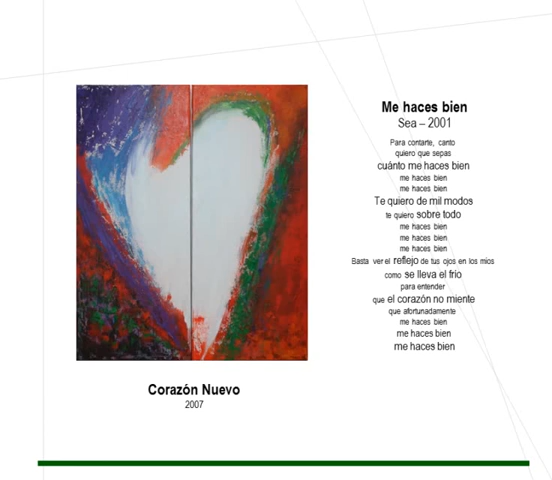 Me haces bien
Sea – 2001
Para contarte, canto
quiero que sepas
cuánto me haces bien
me haces bien
me haces bien
Te quiero de mil modos
te quiero sobre todo
me haces bien
me haces bien
me haces bien
Basta ver el reflejo de tus ojos en los mios
como se lleva el frío
para entender
que el corazón no miente
que afortunadamente
me haces bien
me haces bien
me haces bien
Corazón Nuevo
2007